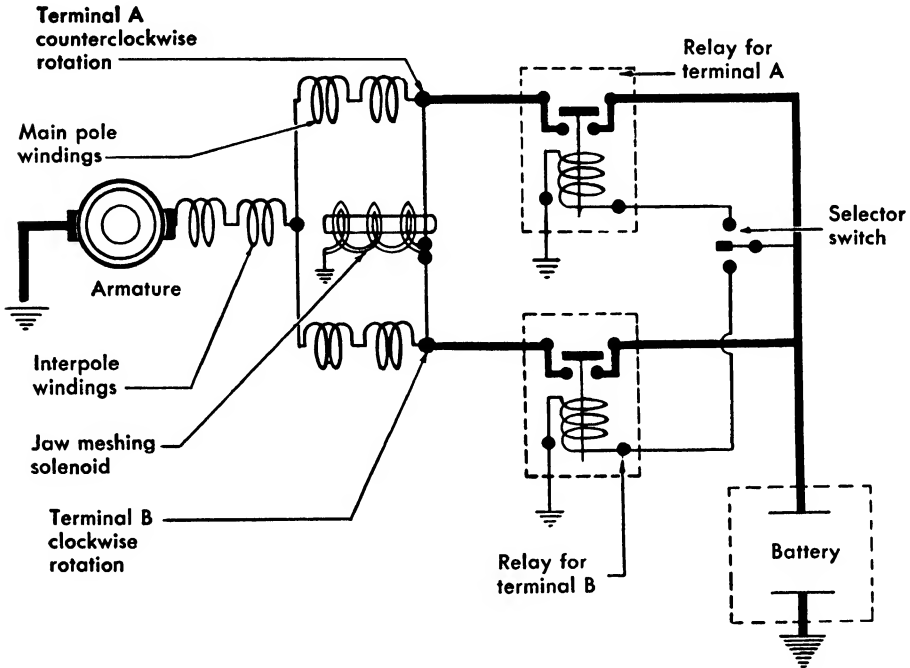 Terminal A
counterclockwise
rotation
Relay for
terminal A
Main pole
windings
Selector
switch
Armature
Interpole
windings
Jaw meshing
solenoid
Terminal B
clockwise
rotation
Relay for
terminal B
Battery